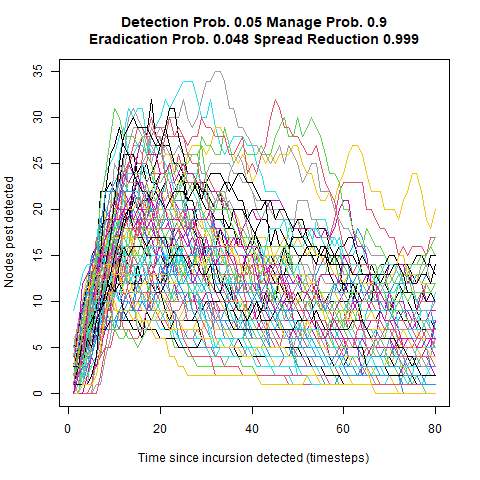 Detection Prob. 0.05 Manage Prob. 0.9
Eradication Prob. 0.048 Spread Reduction 0.999
Nodes pest detected
35
30
25
20
15
10
5
0
0 20 40 60 80
Time since incursion detected (timesteps)